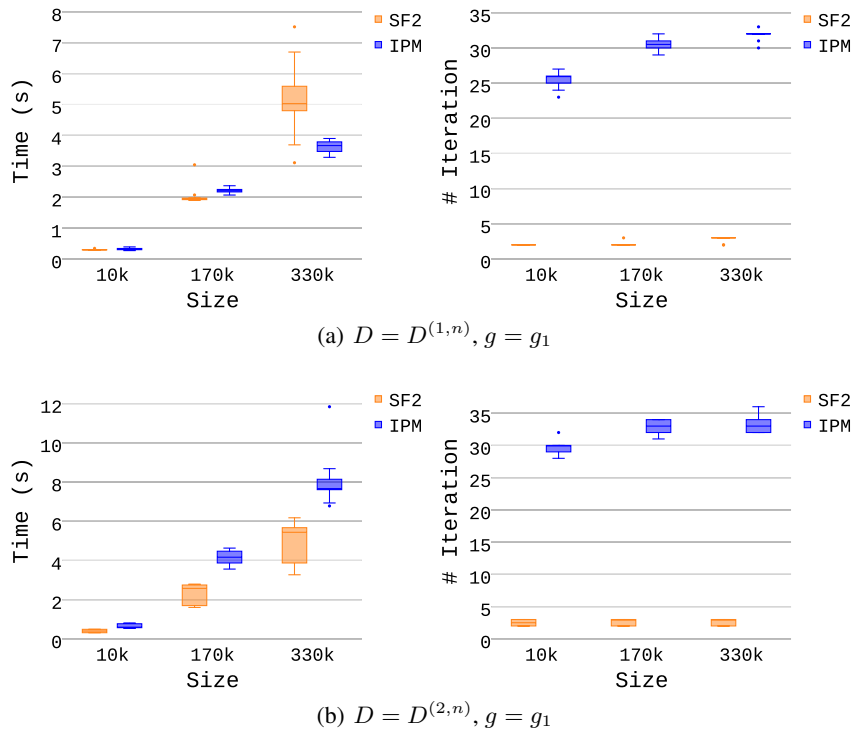 8
7
6
5
4
3
2
1
0
Time (s)
10k 170k 330k
Size
SF2
IPM
35
30
25
20
15
10
5
0
# Iteration
10k 170k 330k
Size
SF2
IPM
(a) D = D^(1,n), g = g₁
12
10
8
6
4
2
0
Time (s)
10k 170k 330k
Size
SF2
IPM
35
30
25
20
15
10
5
0
# Iteration
10k 170k 330k
Size
SF2
IPM
(b) D = D^(2,n), g = g₁